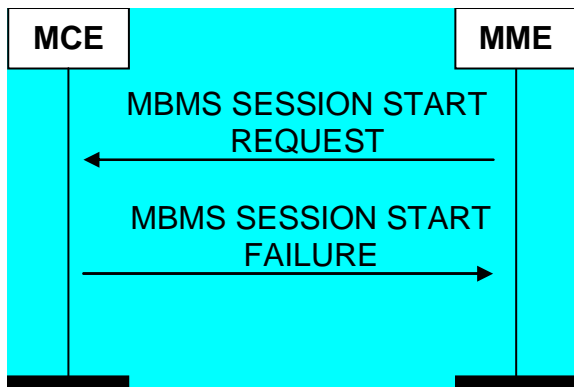 MCE
MME
MBMS SESSION START
REQUEST
MBMS SESSION START
FAILURE